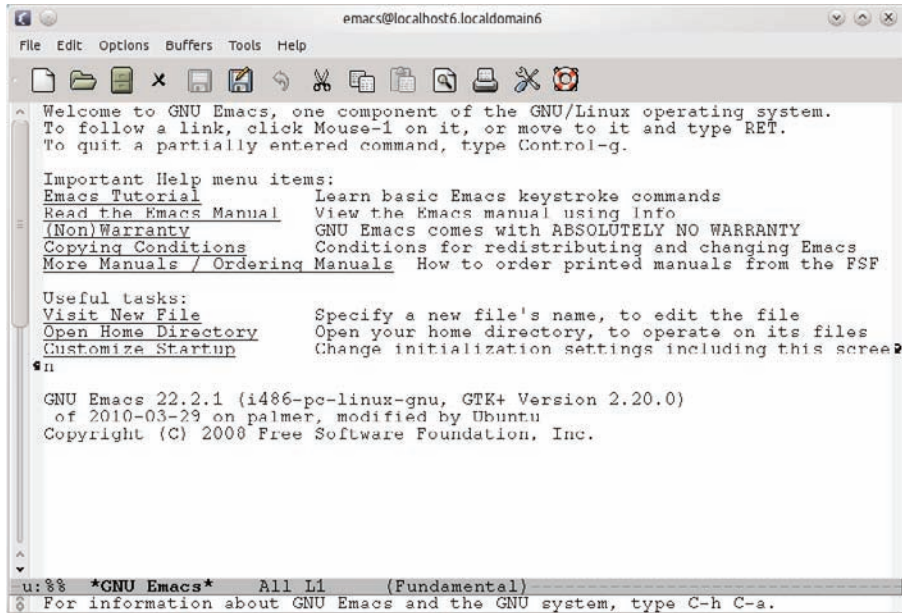 emacs@localhost6.localdomain6
File Edit Options Buffers Tools Help
Welcome to GNU Emacs, one component of the GNU/Linux operating system.
To follow a link, click Mouse-1 on it, or move to it and type RET.
To quit a partially entered command, type Control-g.
Important Help menu items:
Emacs Tutorial Learn basic Emacs keystroke commands
Read the Emacs Manual View the Emacs manual using Info
(Non)Warranty GNU Emacs comes with ABSOLUTELY NO WARRANTY
Copying Conditions Conditions for redistributing and changing Emacs
More Manuals / Ordering Manuals How to order printed manuals from the FSF
Useful tasks:
Visit New File Specify a new file's name, to edit the file
Open Home Directory Open your home directory, to operate on its files
Customize Startup Change initialization settings including this scree
n
GNU Emacs 22.2.1 (i486-pc-linux-gnu, GTK+ Version 2.20.0)
of 2010-03-29 on palmer, modified by Ubuntu
Copyright (C) 2008 Free Software Foundation, Inc.
-u:%% *GNU Emacs* All L1 (Fundamental)
For information about GNU Emacs and the GNU system, type C-h C-a.